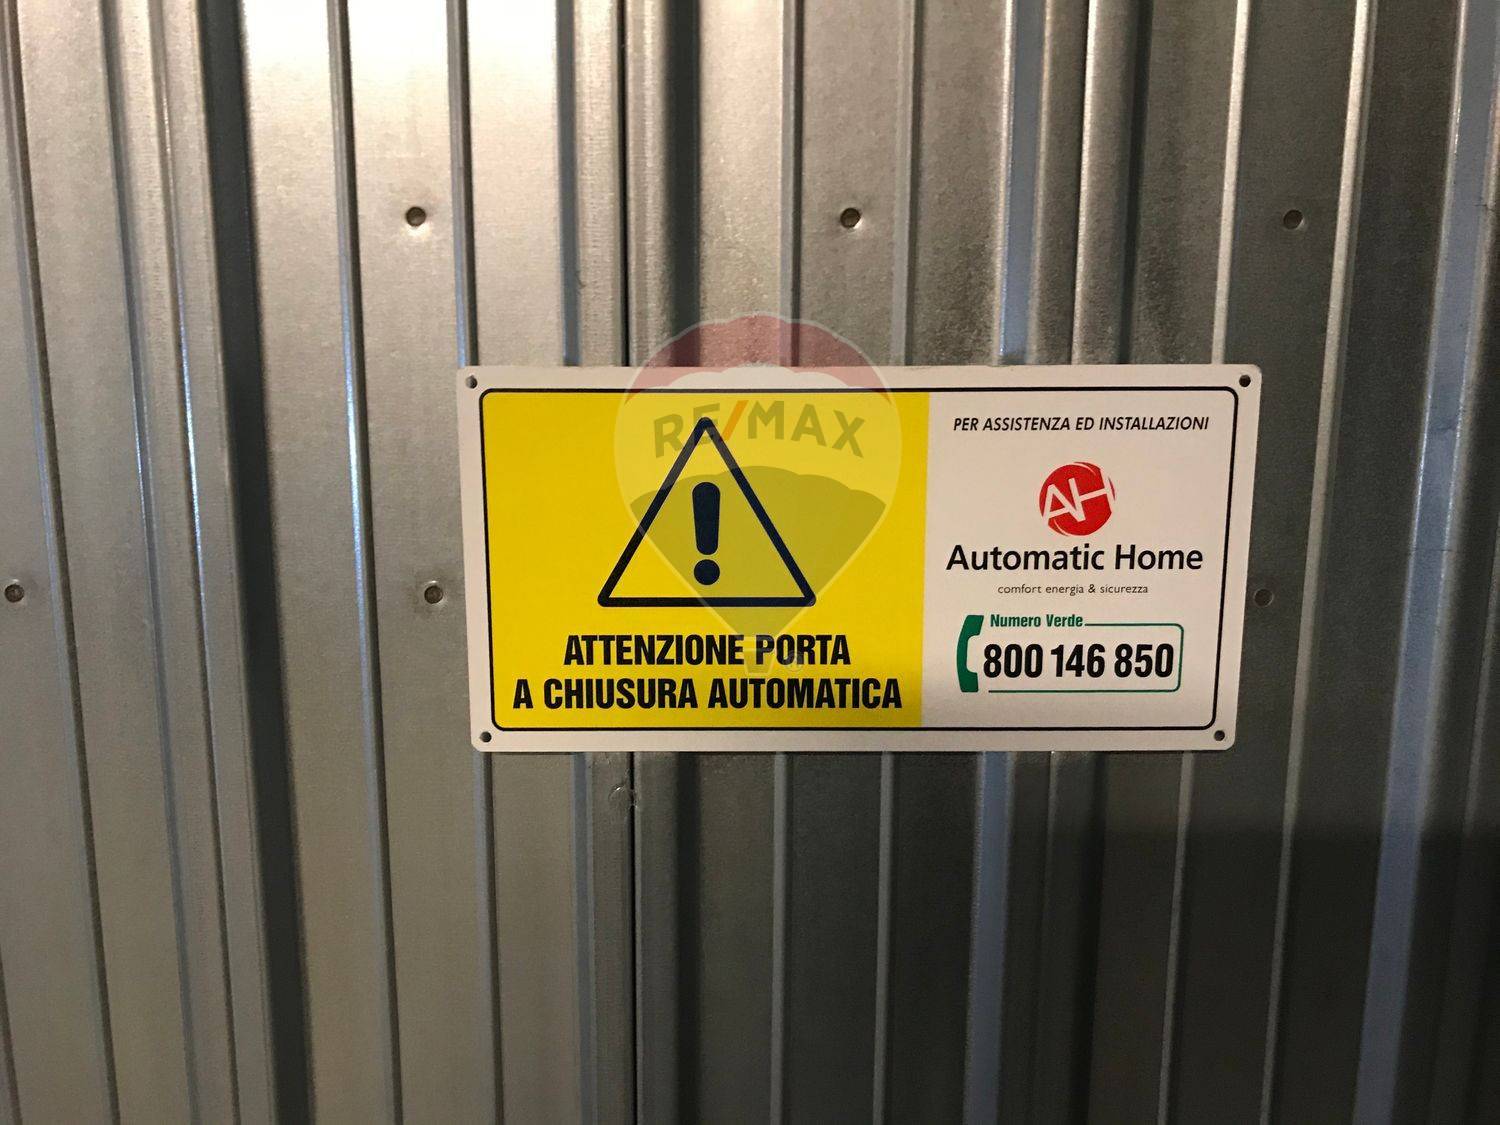 RE/MAX
ATTENZIONE PORTA
A CHIUSURA AUTOMATICA
PER ASSISTENZA ED INSTALLAZIONI
AH
Automatic Home
comfort energia & sicurezza
Numero Verde
800 146 850